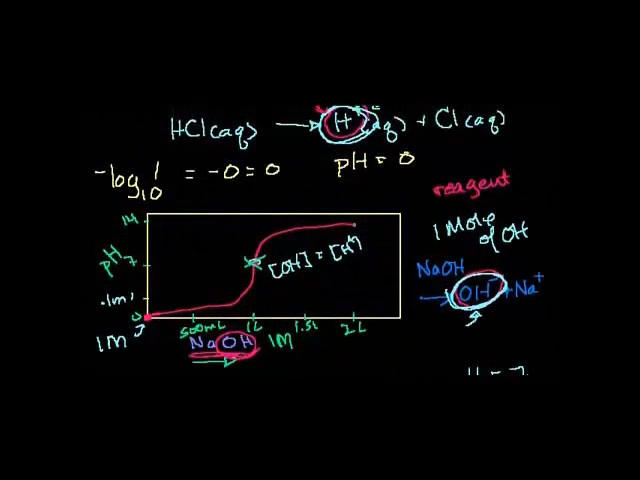 HCl(aq) → H⁺(aq) + Cl(aq)
-log₁₀ 1 = -0 = 0
pH = 0
reagent
1 Mole
of OH
14
pH 7
[OH] = [H⁺]
NaOH
→ OH⁻ + Na⁺
.1M
0
500mL 1L 1.5L 2L
1M
NaOH 1M